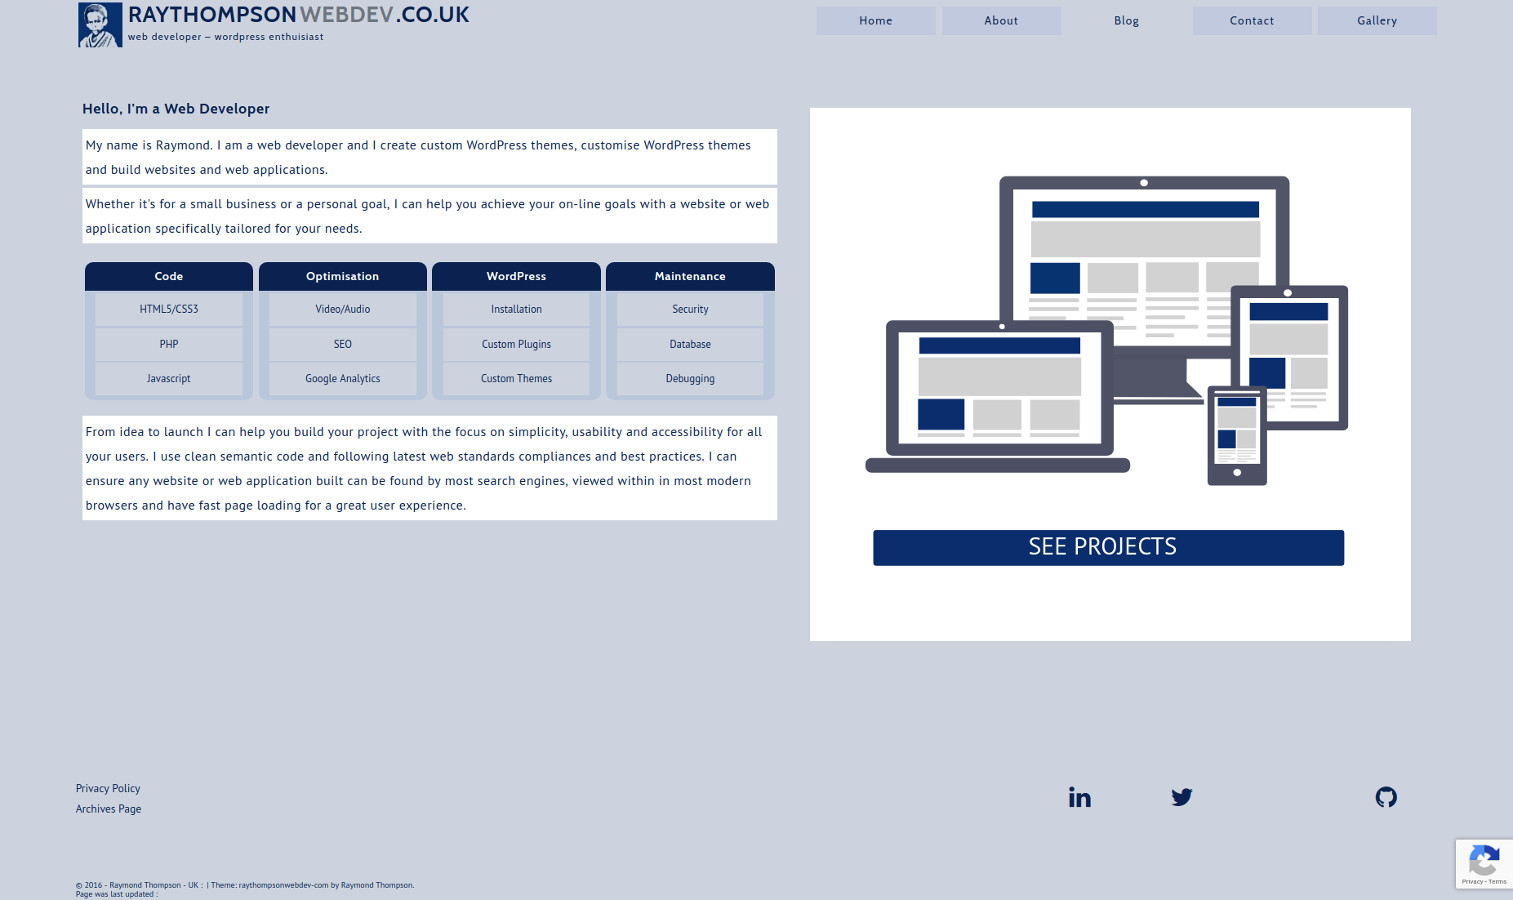 RAYTHOMPSONWEBDEV.CO.UK
web developer – wordpress enthuisiast
Home
About
Blog
Contact
Gallery
Hello, I'm a Web Developer
My name is Raymond. I am a web developer and I create custom WordPress themes, customise WordPress themes
and build websites and web applications.
Whether it's for a small business or a personal goal, I can help you achieve your on-line goals with a website or web
application specifically tailored for your needs.
Code
Optimisation
WordPress
Maintenance
HTML5/CSS3
Video/Audio
Installation
Security
PHP
SEO
Custom Plugins
Database
Javascript
Google Analytics
Custom Themes
Debugging
From idea to launch I can help you build your project with the focus on simplicity, usability and accessibility for all
your users. I use clean semantic code and following latest web standards compliances and best practices. I can
ensure any website or web application built can be found by most search engines, viewed within in most modern
browsers and have fast page loading for a great user experience.
SEE PROJECTS
Privacy Policy
Archives Page
in
Privacy - Terms
© 2016 - Raymond Thompson - UK : | Theme: raythompsonwebdev-com by Raymond Thompson.
Page was last updated :